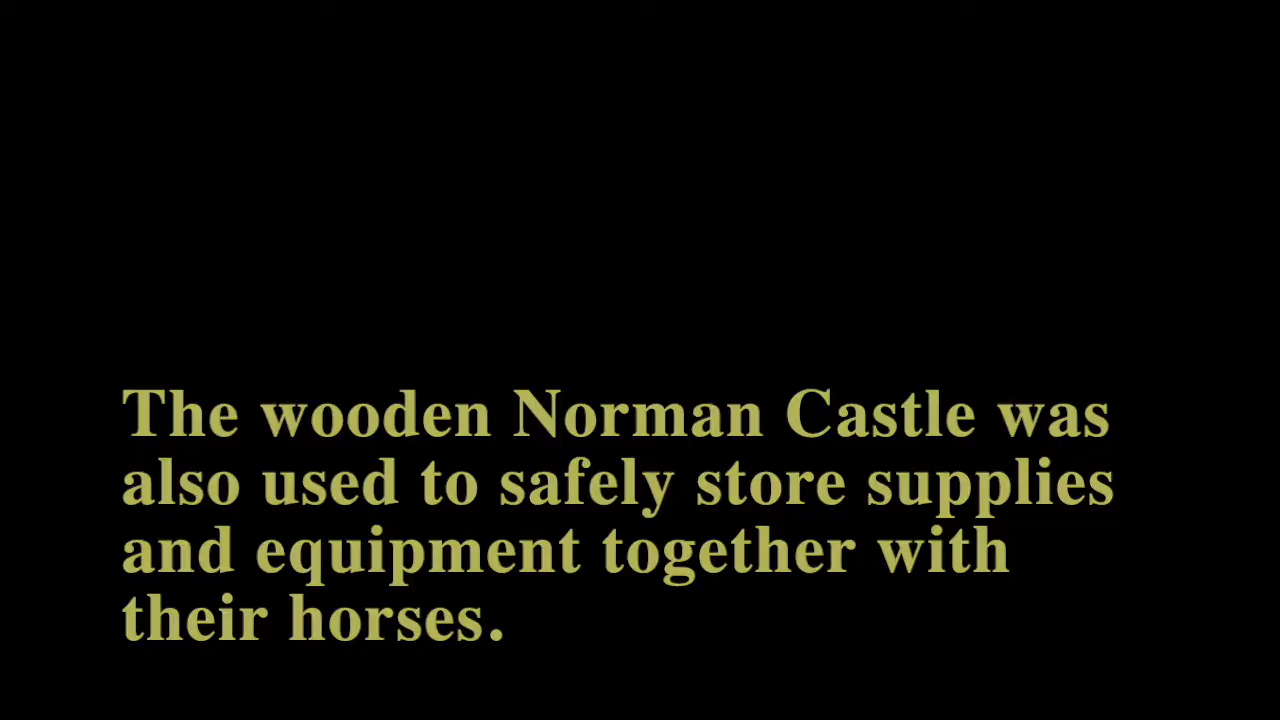 The wooden Norman Castle was
also used to safely store supplies
and equipment together with
their horses.